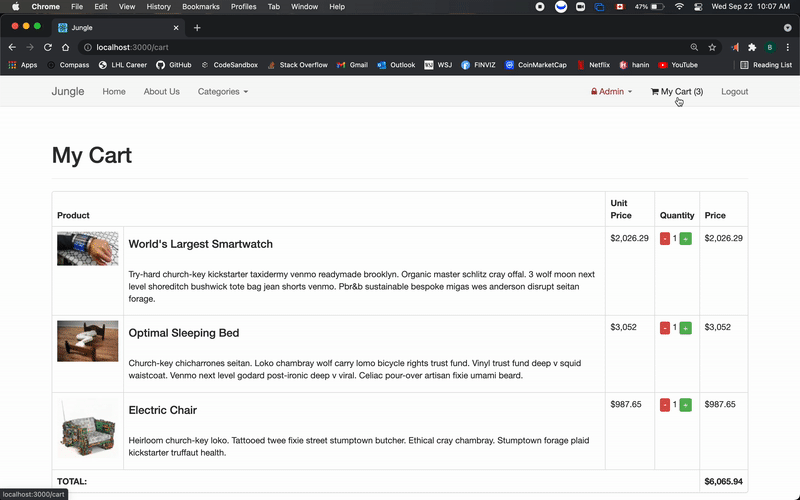 Chrome File Edit View History Bookmarks Profiles Tab Window Help 47% Wed Sep 22 10:07 AM
Jungle
localhost:3000/cart B
Apps Compass LHL Career GitHub CodeSandbox Stack Overflow Gmail Outlook WSJ FINVIZ CoinMarketCap Netflix hanin YouTube Reading List
Jungle Home About Us Categories Admin My Cart (3) Logout
My Cart
Product Unit Price Quantity Price
World's Largest Smartwatch $2,026.29 - 1 + $2,026.29
Try-hard church-key kickstarter taxidermy venmo readymade brooklyn. Organic master schlitz cray offal. 3 wolf moon next
level shoreditch bushwick tote bag jean shorts venmo. Pbr&b sustainable bespoke migas wes anderson disrupt seitan
forage.
Optimal Sleeping Bed $3,052 - 1 + $3,052
Church-key chicharrones seitan. Loko chambray wolf carry lomo bicycle rights trust fund. Vinyl trust fund deep v squid
waistcoat. Venmo next level godard post-ironic deep v viral. Celiac pour-over artisan fixie umami beard.
Electric Chair $987.65 - 1 + $987.65
Heirloom church-key loko. Tattooed twee fixie street stumptown butcher. Ethical cray chambray. Stumptown forage plaid
kickstarter truffaut health.
TOTAL: $6,065.94
localhost:3000/cart